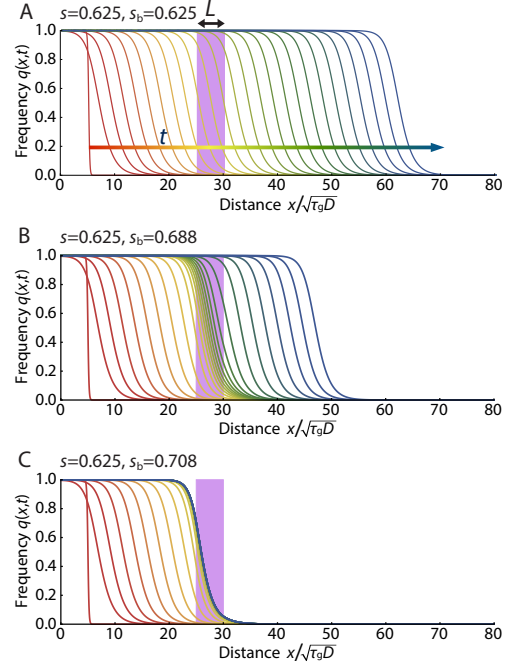 A
s=0.625, s_b=0.625
L
Frequency q(x,t)
1.0
0.8
0.6
0.4
0.2
0.0
t
0 10 20 30 40 50 60 70 80
Distance x/√τ_gD
B
s=0.625, s_b=0.688
Frequency q(x,t)
1.0
0.8
0.6
0.4
0.2
0.0
0 10 20 30 40 50 60 70 80
Distance x/√τ_gD
C
s=0.625, s_b=0.708
Frequency q(x,t)
1.0
0.8
0.6
0.4
0.2
0.0
0 10 20 30 40 50 60 70 80
Distance x/√τ_gD